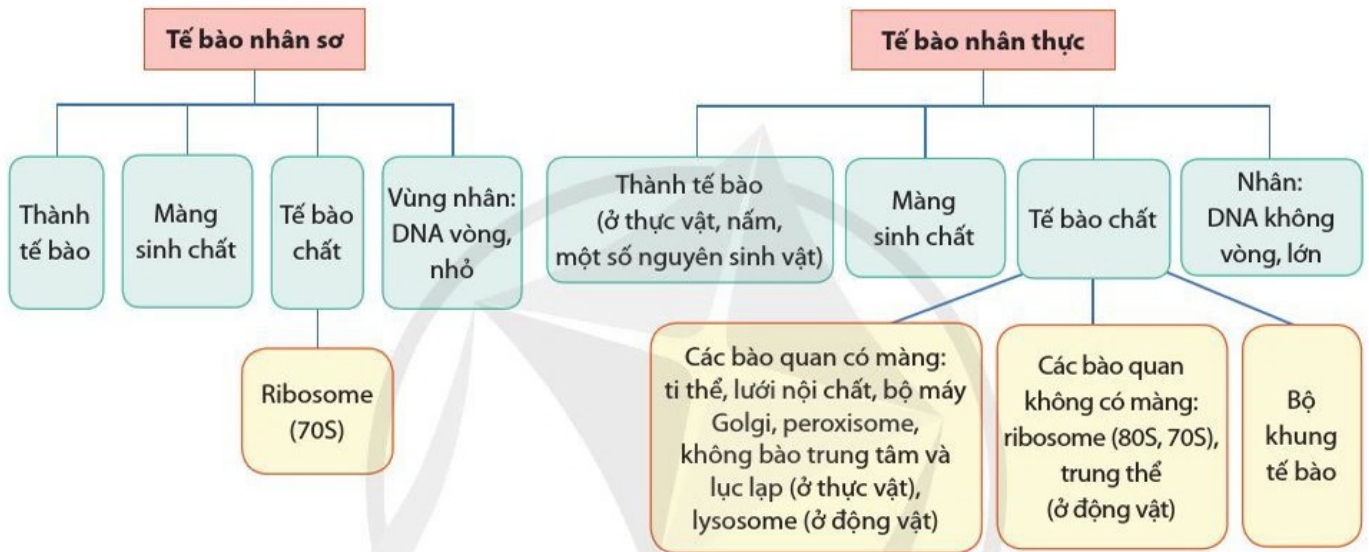 Tế bào nhân sơ
Thành
tế bào
Màng
sinh chất
Tế bào
chất
Vùng nhân:
DNA vòng,
nhỏ
Ribosome
(70S)
Tế bào nhân thực
Thành tế bào
(ở thực vật, nấm,
một số nguyên sinh vật)
Màng
sinh chất
Tế bào chất
Nhân:
DNA không
vòng, lớn
Các bào quan có màng:
ti thể, lưới nội chất, bộ máy
Golgi, peroxisome,
không bào trung tâm và
lục lạp (ở thực vật),
lysosome (ở động vật)
Các bào quan
không có màng:
ribosome (80S, 70S),
trung thể
(ở động vật)
Bộ
khung
tế bào